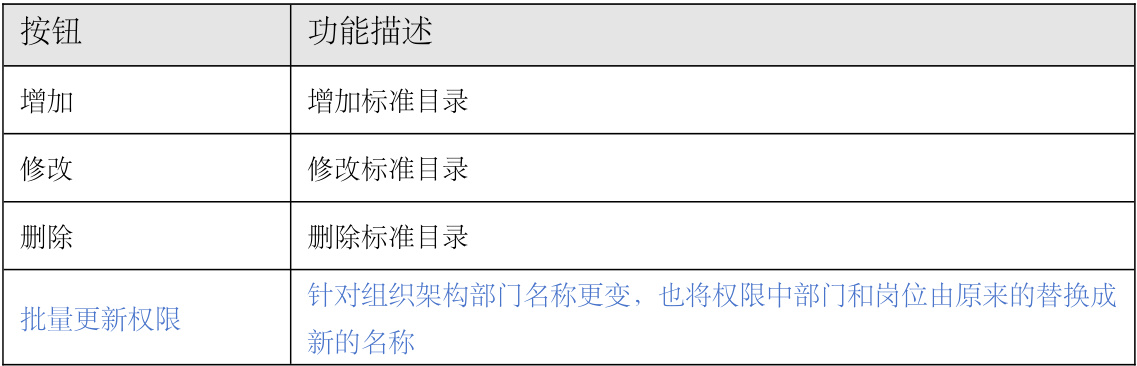 按钮 功能描述
增加 增加标准目录
修改 修改标准目录
删除 删除标准目录
批量更新权限 针对组织架构部门名称更变，也将权限中部门和岗位由原来的替换成
新的名称